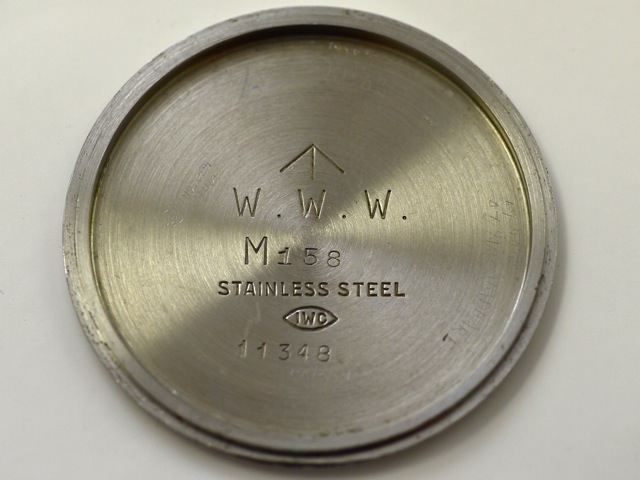 W. W. W.
M158
STAINLESS STEEL
IWC
11348